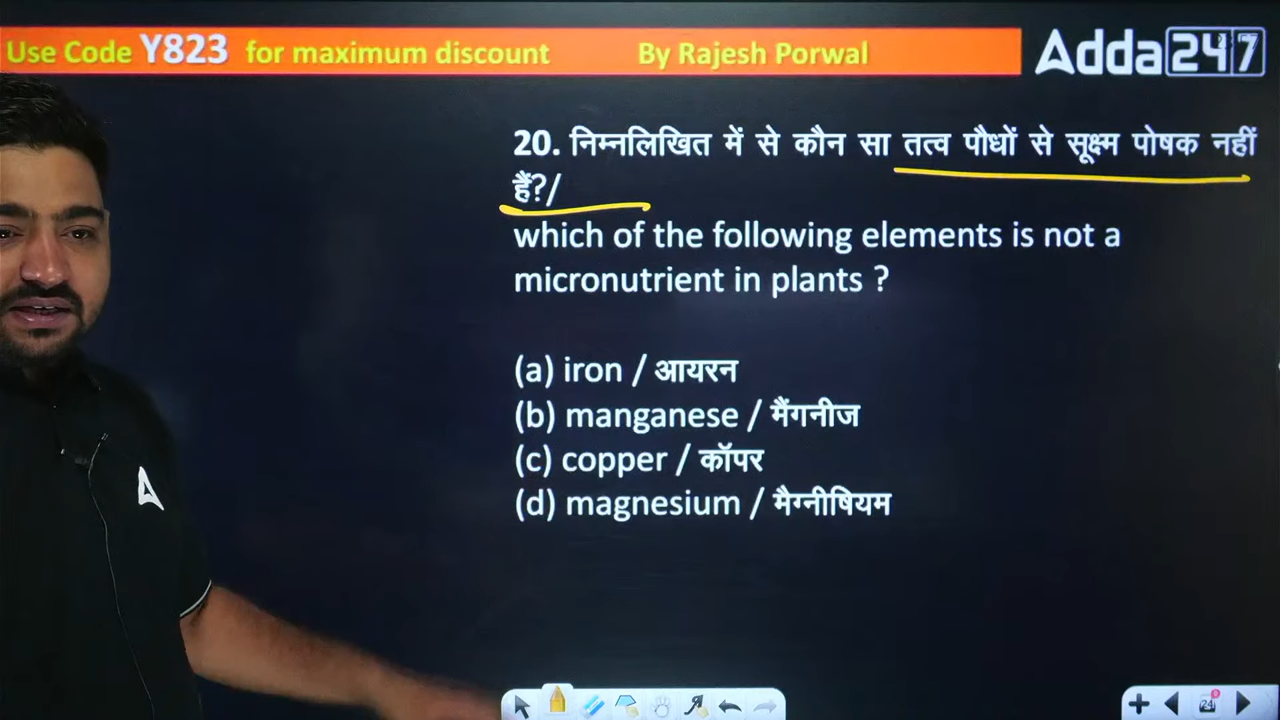 Use Code Y823 for maximum discount By Rajesh Porwal
Adda247
20. निम्नलिखित में से कौन सा तत्व पौधों से सूक्ष्म पोषक नहीं
हैं?/
which of the following elements is not a
micronutrient in plants ?
(a) iron / आयरन
(b) manganese / मैंगनीज
(c) copper / कॉपर
(d) magnesium / मैग्नीषियम
24